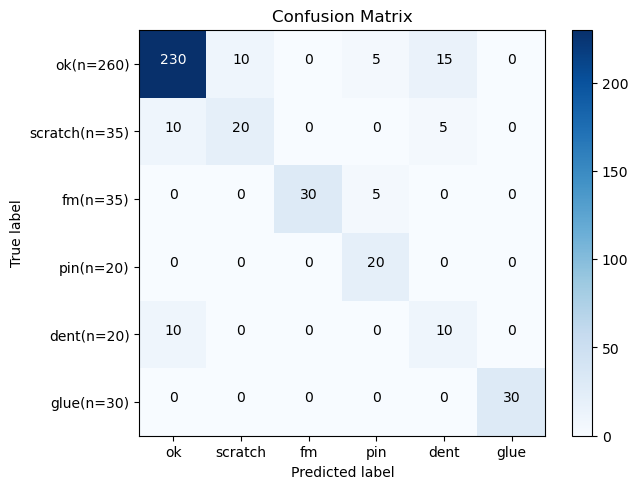 Confusion Matrix
True label
ok(n=260) 230 10 0 5 15 0
scratch(n=35) 10 20 0 0 5 0
fm(n=35) 0 0 30 5 0 0
pin(n=20) 0 0 0 20 0 0
dent(n=20) 10 0 0 0 10 0
glue(n=30) 0 0 0 0 0 30
ok scratch fm pin dent glue
Predicted label
200
150
100
50
0